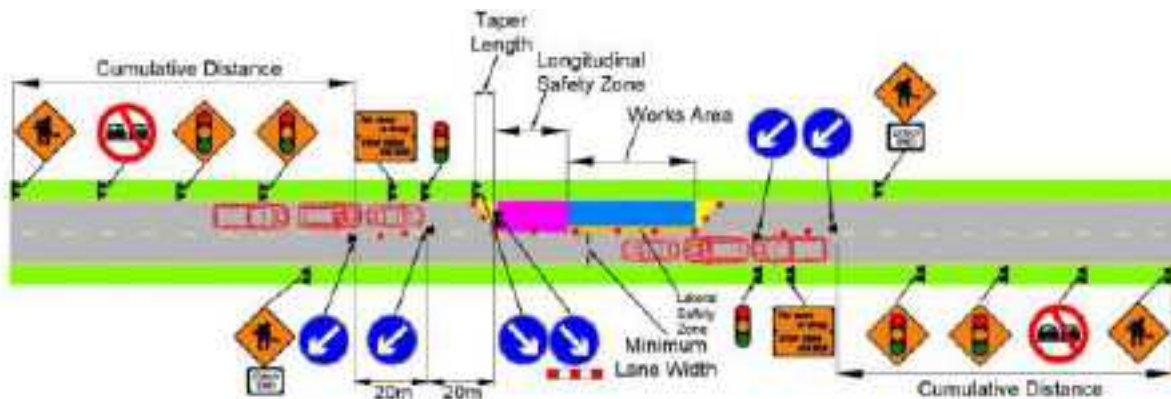 Taper
Length
Longitudinal
Safety Zone
Cumulative Distance
Works Area
Lateral
Safety
Zone
Minimum
Lane Width
20m
20m
Cumulative Distance